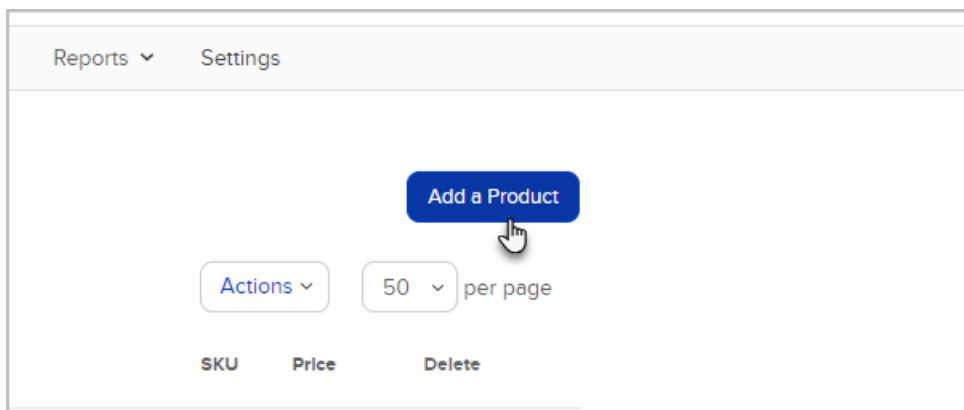 Reports Settings
Add a Product
Actions 50 per page
SKU Price Delete